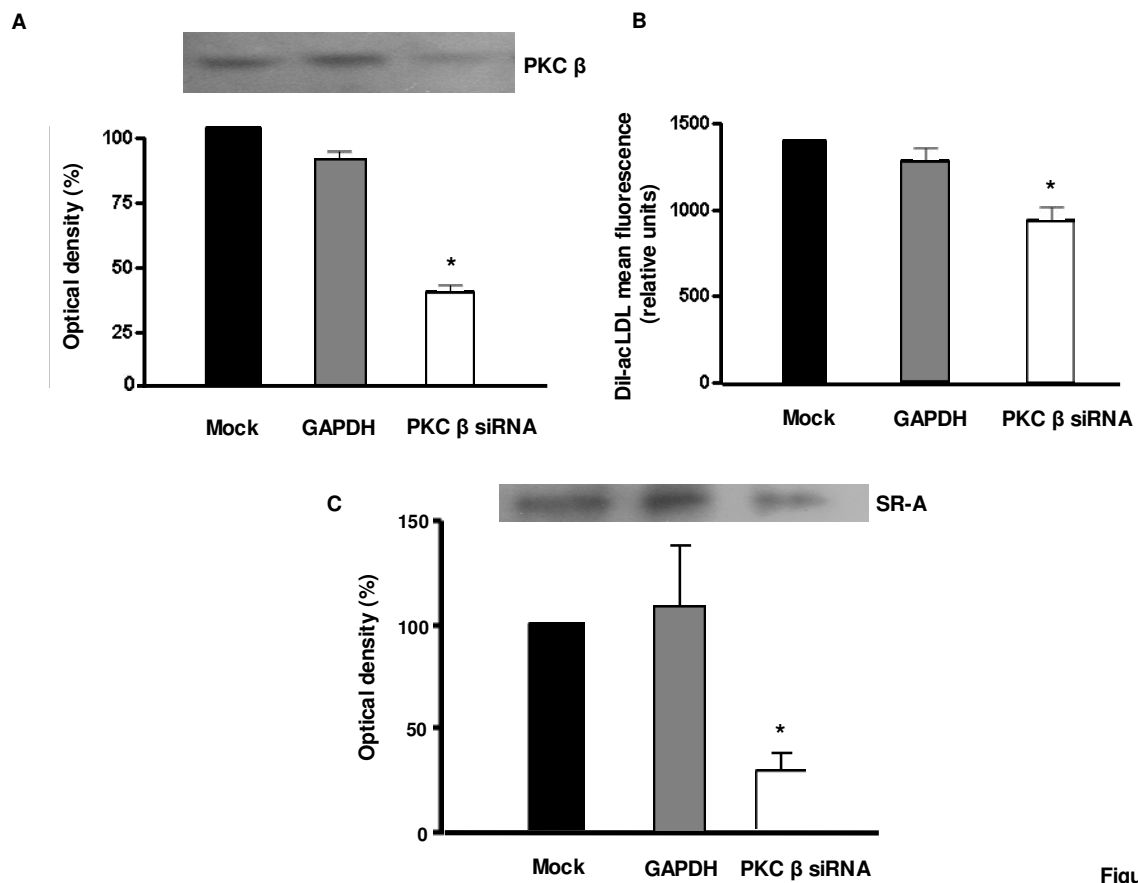 A
PKC β
Optical density (%)
100
75
50
25
0
Mock GAPDH PKC β siRNA
*
B
DiI-acLDL mean fluorescence
(relative units)
1500
1000
500
0
Mock GAPDH PKC β siRNA
*
C
SR-A
Optical density (%)
150
100
50
0
Mock GAPDH PKC β siRNA
*
Figu